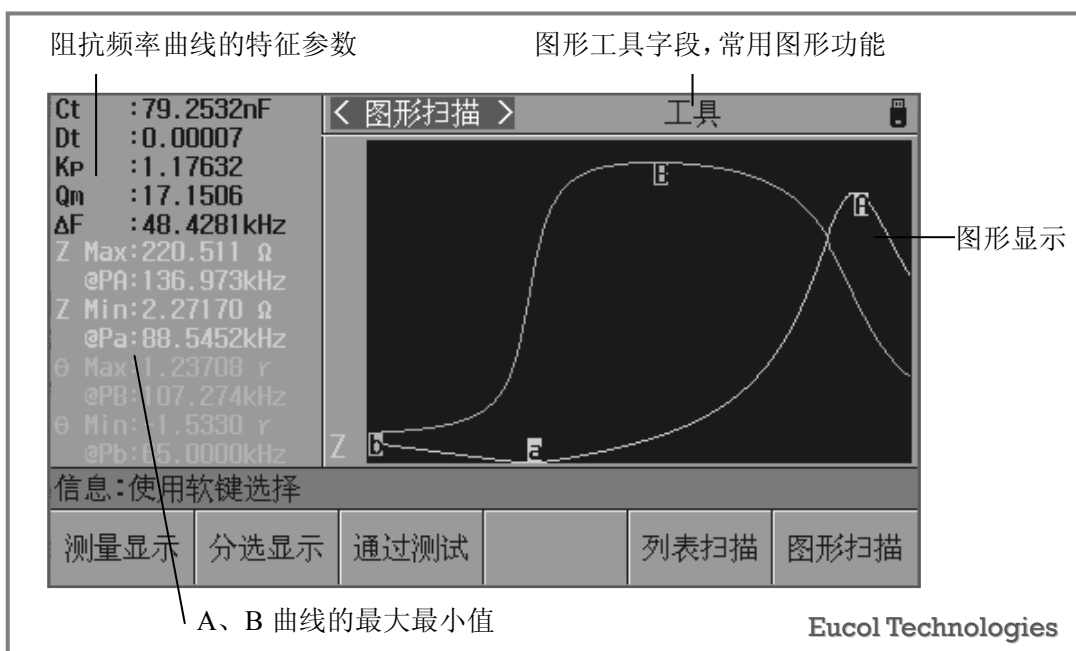 阻抗频率曲线的特征参数
图形工具字段，常用图形功能
Ct :79.2532nF
Dt :0.00007
Kp :1.17632
Qm :17.1506
ΔF :48.4281kHz
Z Max:220.511 Ω
@PA:136.973kHz
Z Min:2.27170 Ω
@Pa:88.5452kHz
θ Max:1.23708 r
@PB:107.274kHz
θ Min:-1.5330 r
@Pb:65.0000kHz
< 图形扫描 >
工具
B
A
图形显示
Z
b
a
信息:使用软键选择
测量显示
分选显示
通过测试
列表扫描
图形扫描
A、B 曲线的最大最小值
Eucol Technologies